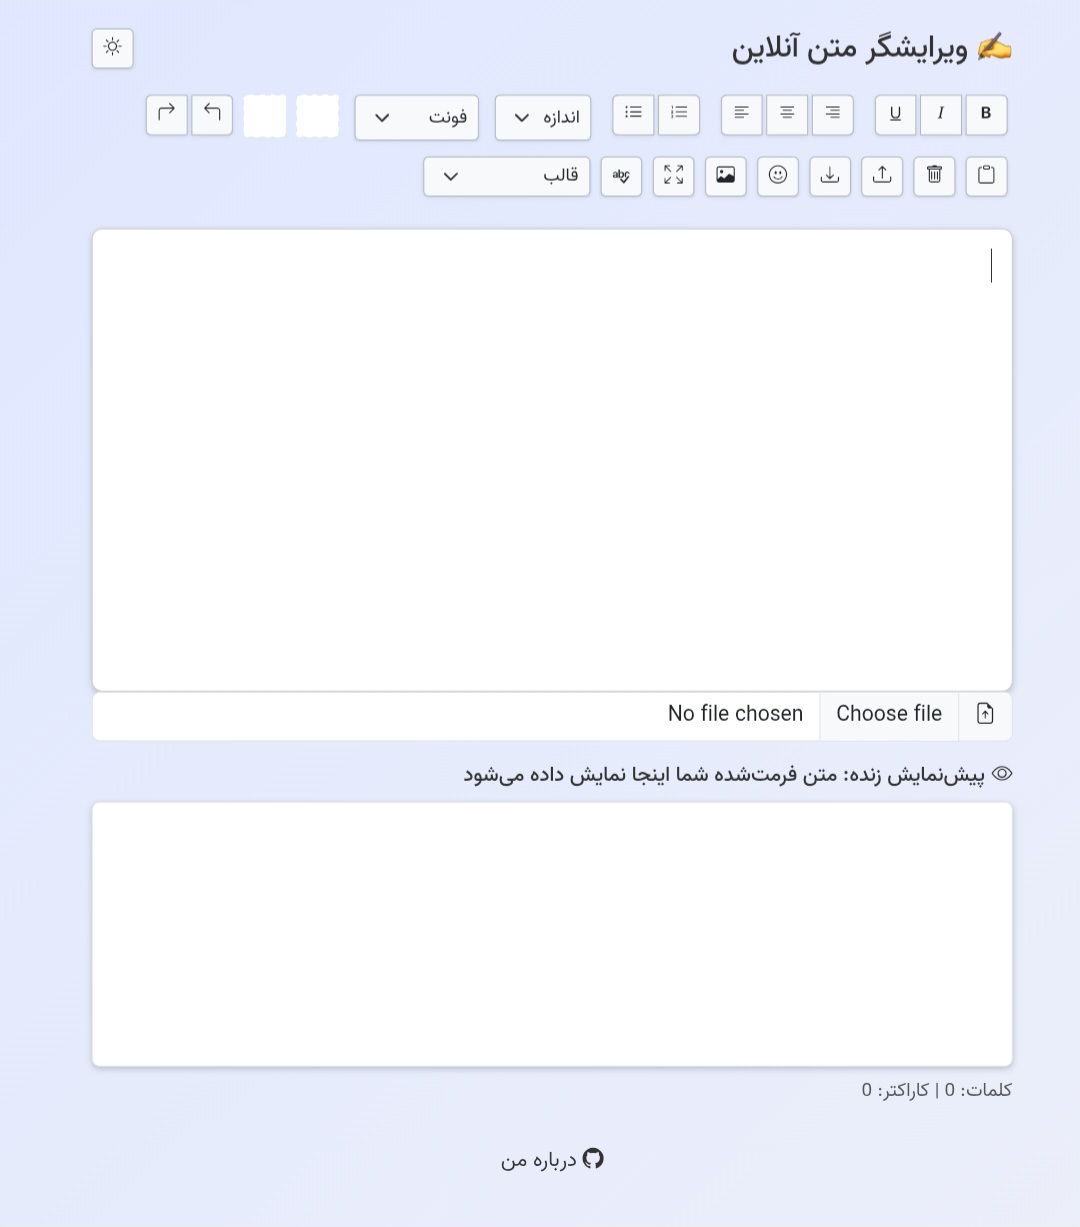 ✍️ ویرایشگر متن آنلاین
B I U اندازه فونت
abc قالب
Choose file No file chosen
پیش‌نمایش زنده: متن فرمت‌شده شما اینجا نمایش داده می‌شود
کلمات: 0 | کاراکتر: 0
درباره من